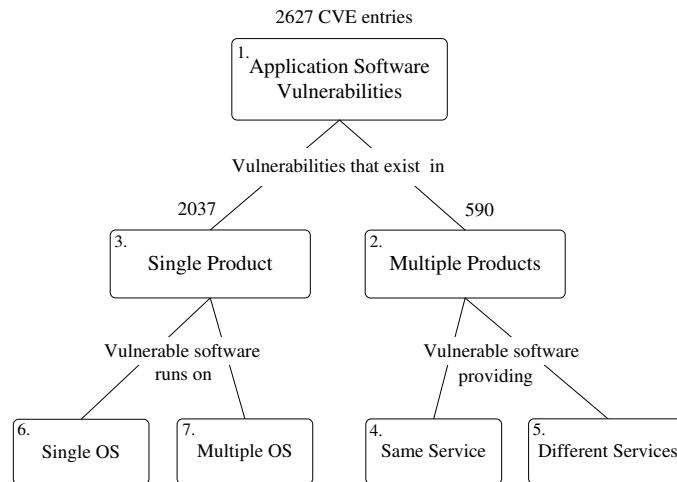 2627 CVE entries
1.
Application Software
Vulnerabilities
Vulnerabilities that exist in
2037
590
3.
Single Product
2.
Multiple Products
Vulnerable software
runs on
Vulnerable software
providing
6.
Single OS
7.
Multiple OS
4.
Same Service
5.
Different Services